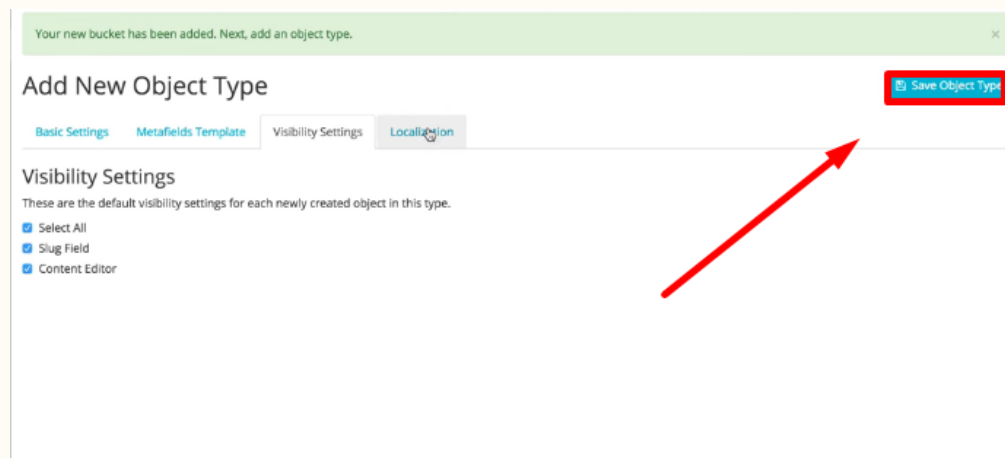 Your new bucket has been added. Next, add an object type. ×
Add New Object Type
Save Object Type
Basic Settings Metafields Template Visibility Settings Localization
Visibility Settings
These are the default visibility settings for each newly created object in this type.
Select All
Slug Field
Content Editor